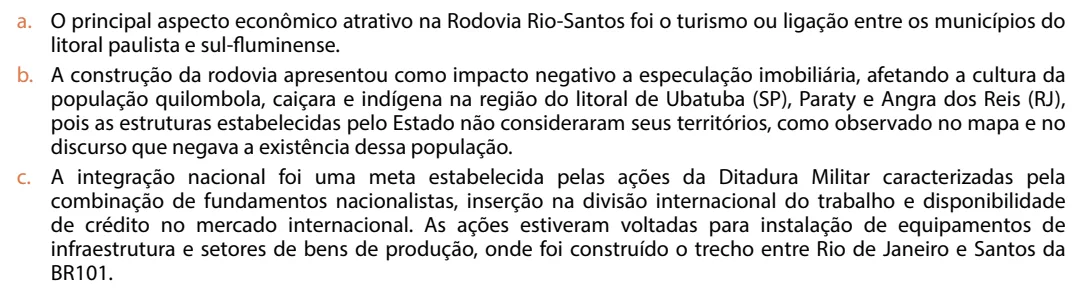 a. O principal aspecto econômico atrativo na Rodovia Rio-Santos foi o turismo ou ligação entre os municípios do
litoral paulista e sul-fluminense.
b. A construção da rodovia apresentou como impacto negativo a especulação imobiliária, afetando a cultura da
população quilombola, caiçara e indígena na região do litoral de Ubatuba (SP), Paraty e Angra dos Reis (RJ),
pois as estruturas estabelecidas pelo Estado não consideraram seus territórios, como observado no mapa e no
discurso que negava a existência dessa população.
c. A integração nacional foi uma meta estabelecida pelas ações da Ditadura Militar caracterizadas pela
combinação de fundamentos nacionalistas, inserção na divisão internacional do trabalho e disponibilidade
de crédito no mercado internacional. As ações estiveram voltadas para instalação de equipamentos de
infraestrutura e setores de bens de produção, onde foi construído o trecho entre Rio de Janeiro e Santos da
BR101.